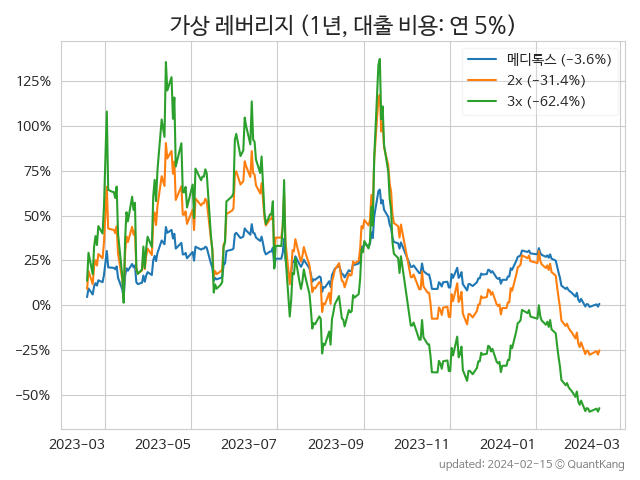 가상 레버리지 (1년, 대출 비용: 연 5%)
메디톡스 (−3.6%)
2x (−31.4%)
3x (−62.4%)
125%
100%
75%
50%
25%
0%
−25%
−50%
2023-03 2023-05 2023-07 2023-09 2023-11 2024-01 2024-03
updated: 2024-02-15 © QuantKang